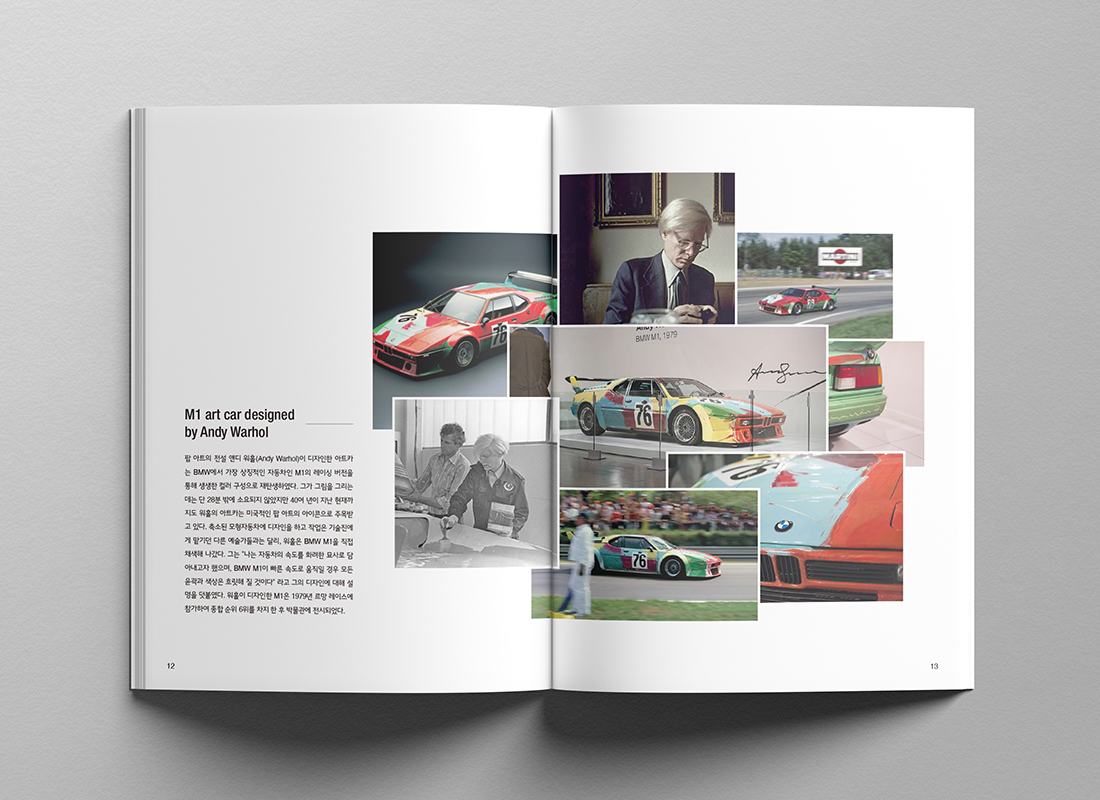 M1 art car designed
by Andy Warhol
팝 아트의 전설 앤디 워홀(Andy Warhol)이 디자인한 아트카
는 BMW에서 가장 상징적인 자동차인 M1의 레이싱 버전을
통해 생생한 컬러 구성으로 재탄생하였다. 그가 그림을 그리는
데는 단 28분 밖에 소요되지 않았지만 40여 년이 지난 현재까
지도 워홀의 아트카는 미국적인 팝 아트의 아이콘으로 주목받
고 있다. 축소된 모형자동차에 디자인을 하고 작업은 기술진에
게 맡기던 다른 예술가들과는 달리, 워홀은 BMW M1을 직접
채색해 나갔다. 그는 “나는 자동차의 속도를 화려한 묘사로 담
아내고자 했으며, BMW M1이 빠른 속도로 움직일 경우 모든
윤곽과 색상은 흐릿해 질 것이다” 라고 그의 디자인에 대해 설
명을 덧붙였다. 워홀이 디자인한 M1은 1979년 르망 레이스에
참가하여 종합 순위 6위를 차지 한 후 박물관에 전시되었다.
12
76
76
MARTINI
BMW M1, 1979
76
BMW
76
13